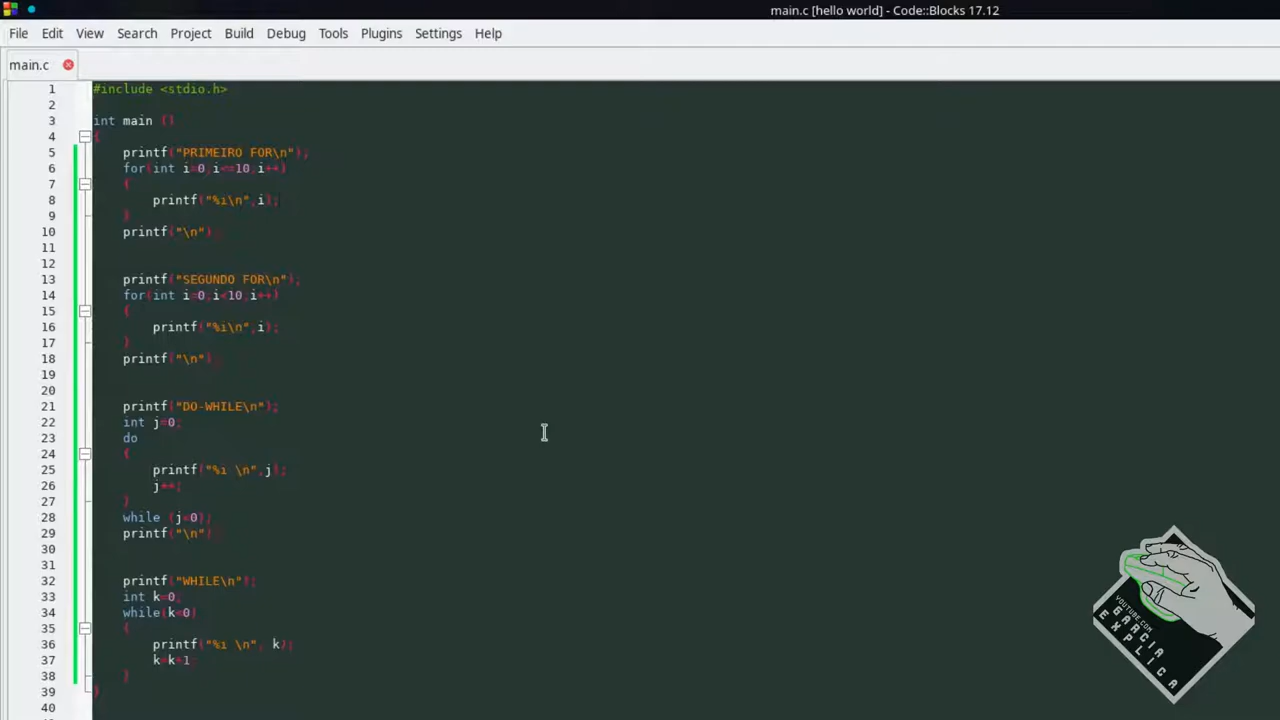 main.c [hello world] - Code::Blocks 17.12
File Edit View Search Project Build Debug Tools Plugins Settings Help
main.c
1 #include <stdio.h>
2
3 int main ()
4 {
5 printf("PRIMEIRO FOR\n");
6 for(int i=0;i<=10;i++)
7 {
8 printf("%i\n",i);
9 }
10 printf("\n");
11
12
13 printf("SEGUNDO FOR\n");
14 for(int i=0;i<10;i++)
15 {
16 printf("%i\n",i);
17 }
18 printf("\n");
19
20
21 printf("DO-WHILE\n");
22 int j=0;
23 do
24 {
25 printf("%i \n",j);
26 j++;
27 }
28 while (j<0);
29 printf("\n");
30
31
32 printf("WHILE\n");
33 int k=0;
34 while(k<0)
35 {
36 printf("%i \n", k);
37 k=k+1;
38 }
39 }
40
YOUTUBE.COM
GARCIA
EXPLICA